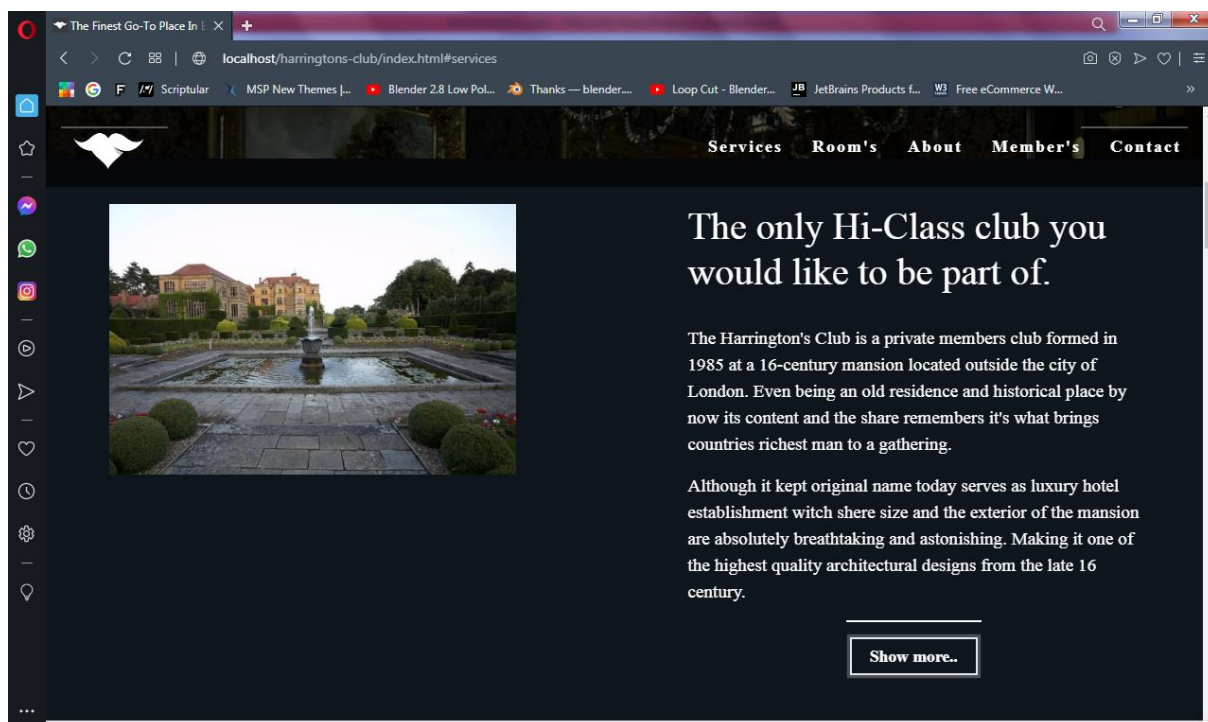 The Finest Go-To Place In E
localhost/harringtons-club/index.html#services
Scriptular
MSP New Themes |...
Blender 2.8 Low Pol...
Thanks — blender....
Loop Cut - Blender...
JB
JetBrains Products f...
W3
Free eCommerce W...
»
Services Room's About Member's Contact
The only Hi-Class club you
would like to be part of.
The Harrington's Club is a private members club formed in
1985 at a 16-century mansion located outside the city of
London. Even being an old residence and historical place by
now its content and the share remembers it's what brings
countries richest man to a gathering.
Although it kept original name today serves as luxury hotel
establishment witch shere size and the exterior of the mansion
are absolutely breathtaking and astonishing. Making it one of
the highest quality architectural designs from the late 16
century.
Show more..